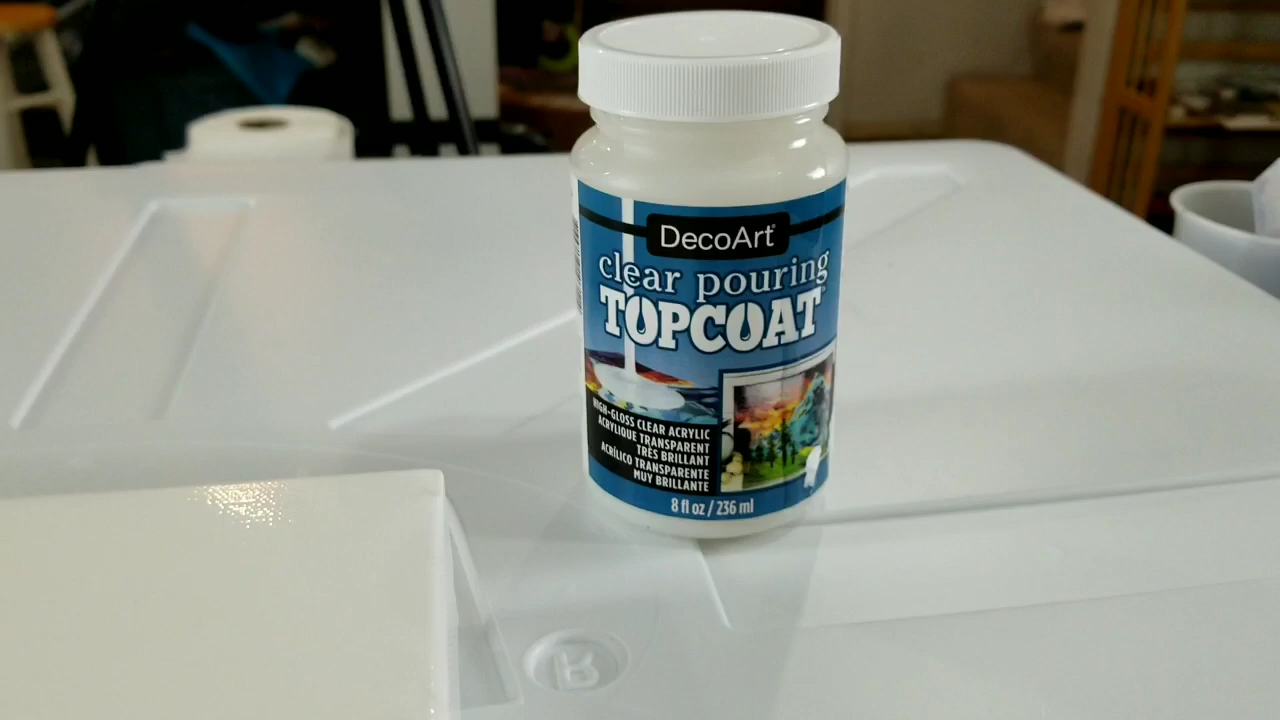 DecoArt®
clear pouring
TOPCOAT
HIGH-GLOSS CLEAR ACRYLIC
ACRYLIQUE TRANSPARENT
TRÈS BRILLANT
ACRÍLICO TRANSPARENTE
MUY BRILLANTE
8 fl oz / 236 ml
R